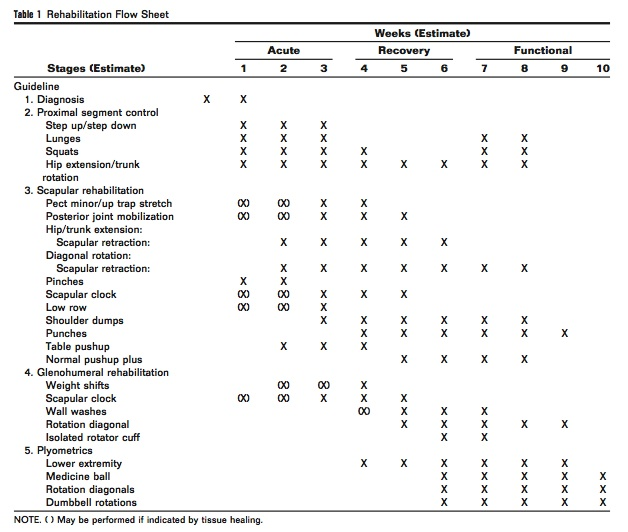 Table 1 Rehabilitation Flow Sheet
Weeks (Estimate)
Acute Recovery Functional
Stages (Estimate) 1 2 3 4 5 6 7 8 9 10
Guideline
1. Diagnosis X X
2. Proximal segment control
Step up/step down X X X
Lunges X X X X X
Squats X X X X X X
Hip extension/trunk X X X X X X X X
rotation
3. Scapular rehabilitation
Pect minor/up trap stretch (X) (X) X X
Posterior joint mobilization (X) (X) X X X
Hip/trunk extension:
Scapular retraction: X X X X X
Diagonal rotation:
Scapular retraction: X X X X X X X
Pinches X X
Scapular clock (X) (X) X X X
Low row (X) (X) X
Shoulder dumps X X X X X X
Punches X X X X X X
Table pushup X X X
Normal pushup plus X X X X
4. Glenohumeral rehabilitation
Weight shifts (X) (X) X
Scapular clock (X) (X) X X X
Wall washes (X) X X X
Rotation diagonal X X X X X
Isolated rotator cuff X X
5. Plyometrics
Lower extremity X X X X X X
Medicine ball X X X X X
Rotation diagonals X X X X X
Dumbbell rotations X X X X X
NOTE. ( ) May be performed if indicated by tissue healing.